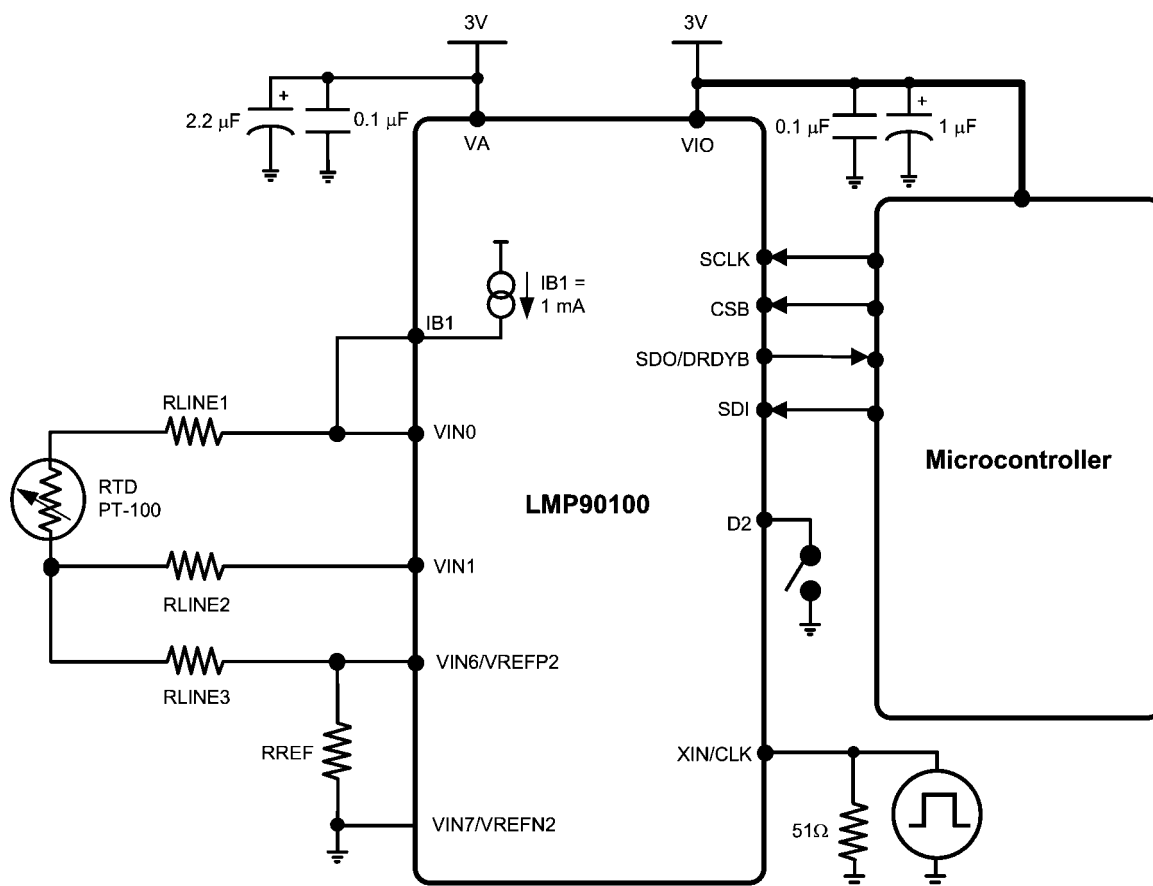 3V
3V
+
2.2 μF
0.1 μF
VA
VIO
0.1 μF
+
1 μF
SCLK
IB1 =
1 mA
CSB
IB1
SDO/DRDYB
RLINE1
SDI
VIN0
Microcontroller
RTD
PT-100
LMP90100
D2
VIN1
RLINE2
VIN6/VREFP2
RLINE3
RREF
XIN/CLK
VIN7/VREFN2
51Ω